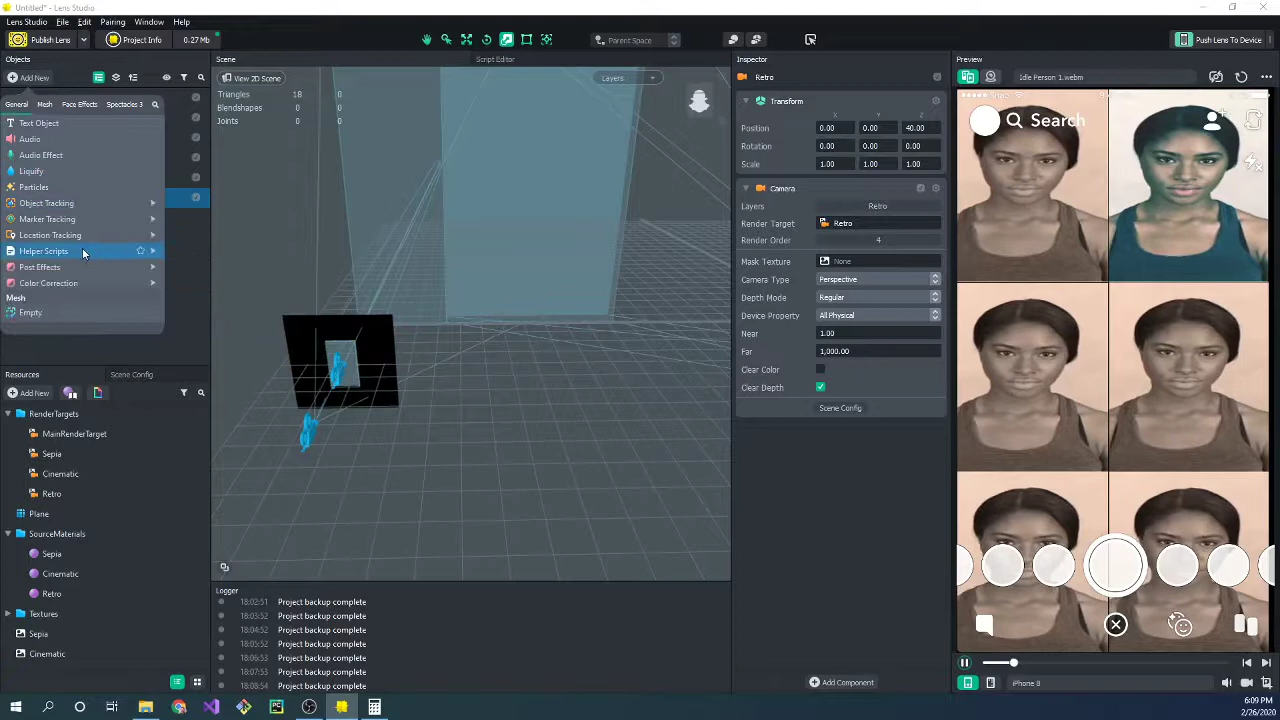 Untitled* - Lens Studio
Lens Studio File Edit Pairing Window Help
Publish Lens Project Info 0.27 Mb Parent Space Push Lens To Device
Objects
Add New
General Mesh Face Effects Spectacles 3
Text Object
Audio
Audio Effect
Liquify
Particles
Object Tracking
Marker Tracking
Location Tracking
Helper Scripts
Post Effects
Color Correction
Mesh
Empty
Resources Scene Config
Add New
RenderTargets
MainRenderTarget
Sepia
Cinematic
Retro
Plane
SourceMaterials
Sepia
Cinematic
Retro
Textures
Sepia
Cinematic
Scene Script Editor
View 2D Scene Layers
Triangles 18 0
Blendshapes 0 0
Joints 0 0
Logger
18:02:51 Project backup complete
18:03:52 Project backup complete
18:04:52 Project backup complete
18:05:52 Project backup complete
18:06:53 Project backup complete
18:07:53 Project backup complete
18:08:54 Project backup complete
Inspector
Retro
Transform
X Y Z
Position 0.00 0.00 40.00
Rotation 0.00 0.00 0.00
Scale 1.00 1.00 1.00
Camera
Layers Retro
Render Target Retro
Render Order 4
Mask Texture None
Camera Type Perspective
Depth Mode Regular
Device Property All Physical
Near 1.00
Far 1,000.00
Clear Color
Clear Depth
Scene Config
Add Component
Preview
Idle Person 1.webm
Search
iPhone 8
6:09 PM
2/26/2020